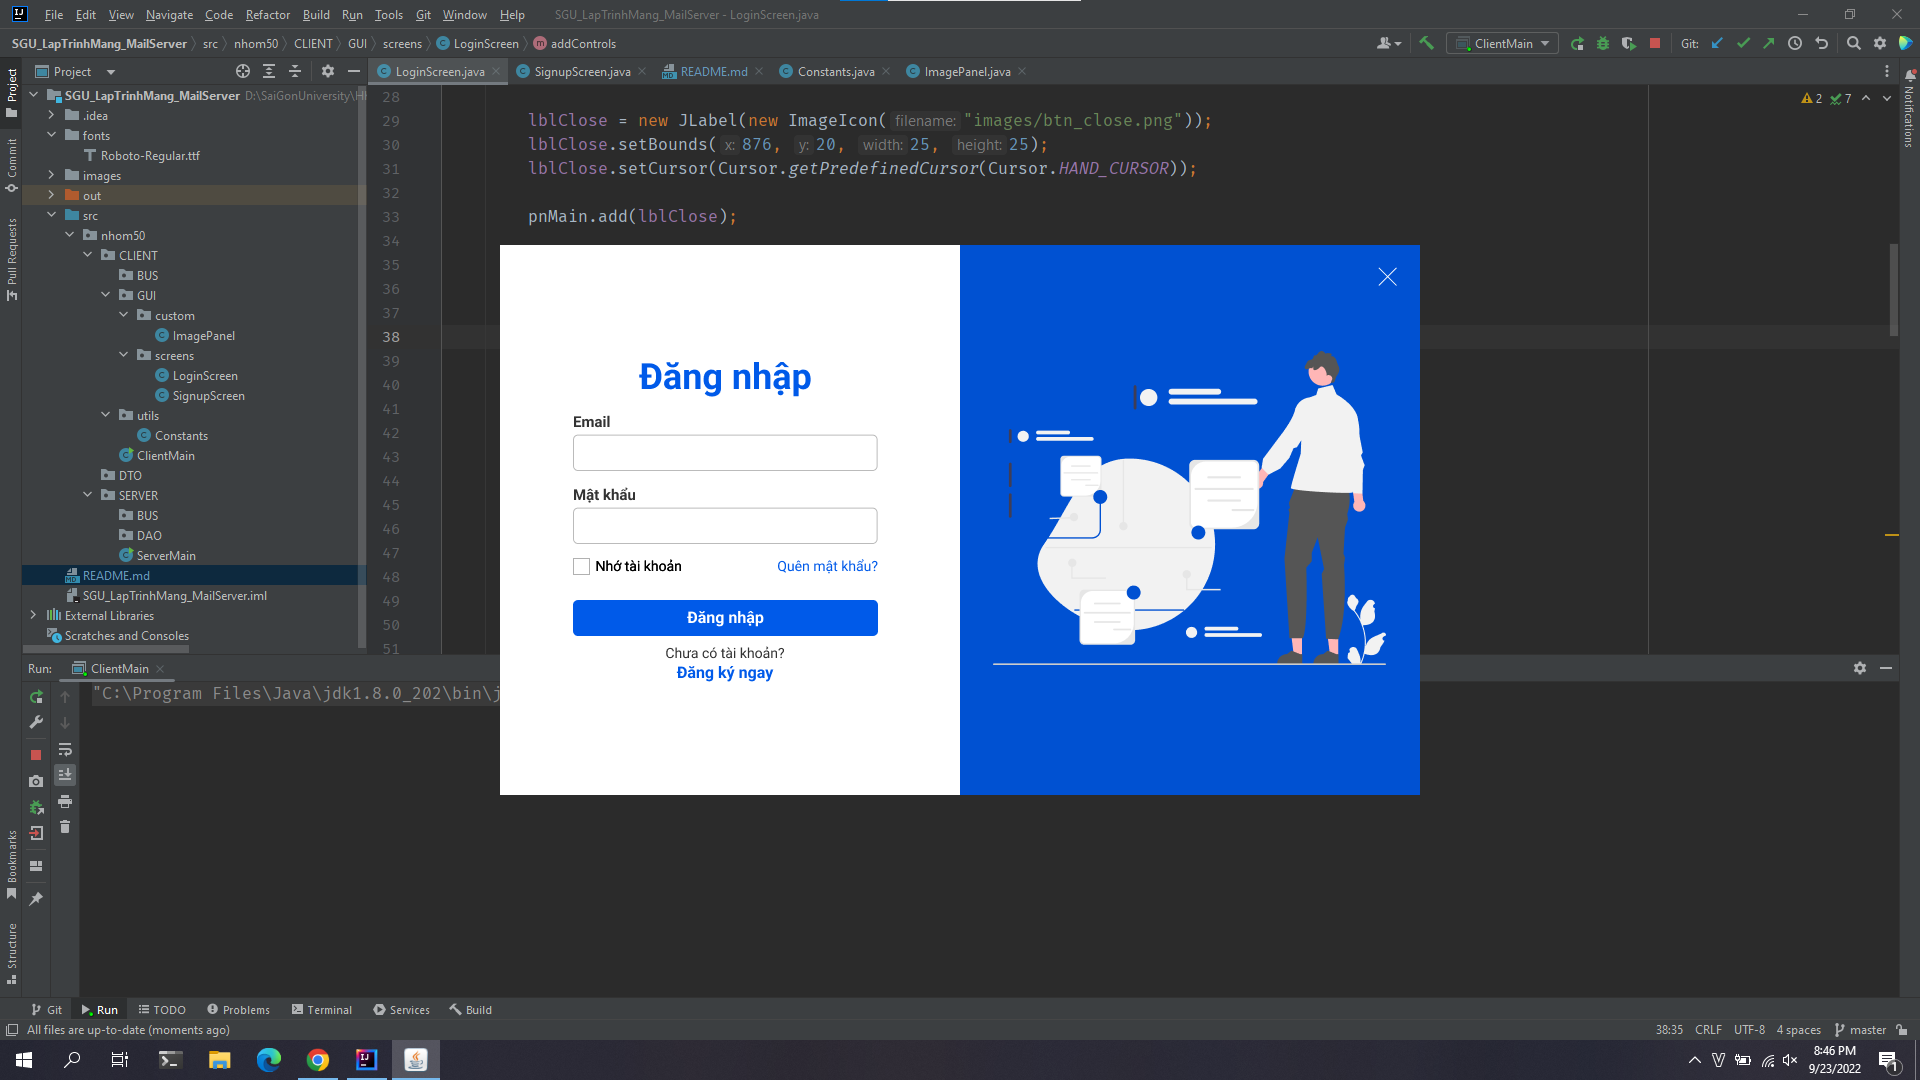 File Edit View Navigate Code Refactor Build Run Tools Git Window Help SGU_LapTrinhMang_MailServer - LoginScreen.java
SGU_LapTrinhMang_MailServer src nhom50 CLIENT GUI screens LoginScreen addControls
ClientMain Git:
Project
LoginScreen.java SignupScreen.java README.md Constants.java ImagePanel.java
SGU_LapTrinhMang_MailServer D:\SaiGonUniversity\
.idea
fonts
Roboto-Regular.ttf
images
out
src
nhom50
CLIENT
BUS
GUI
custom
ImagePanel
screens
LoginScreen
SignupScreen
utils
Constants
ClientMain
DTO
SERVER
BUS
DAO
ServerMain
README.md
SGU_LapTrinhMang_MailServer.iml
External Libraries
Scratches and Consoles
Project
Commit
Pull Requests
Bookmarks
Structure
Notifications
2 7
28
29 lblClose = new JLabel(new ImageIcon( filename: "images/btn_close.png"));
30 lblClose.setBounds( x: 876, y: 20, width: 25, height: 25);
31 lblClose.setCursor(Cursor.getPredefinedCursor(Cursor.HAND_CURSOR));
32
33 pnMain.add(lblClose);
34
35
36
37
38
39
40
41
42
43
44
45
46
47
48
49
50
51
Đăng nhập
Email
Mật khẩu
Nhớ tài khoản Quên mật khẩu?
Đăng nhập
Chưa có tài khoản?
Đăng ký ngay
Run: ClientMain
"C:\Program Files\Java\jdk1.8.0_202\bin\j
Git Run TODO Problems Terminal Services Build
All files are up-to-date (moments ago)
38:35 CRLF UTF-8 4 spaces master
8:46 PM
9/23/2022
1